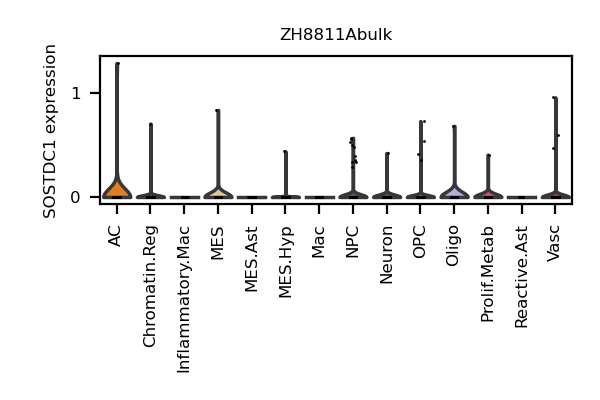 ZH8811Abulk
SOSTDC1 expression
1
0
AC
Chromatin.Reg
Inflammatory.Mac
MES
MES.Ast
MES.Hyp
Mac
NPC
Neuron
OPC
Oligo
Prolif.Metab
Reactive.Ast
Vasc